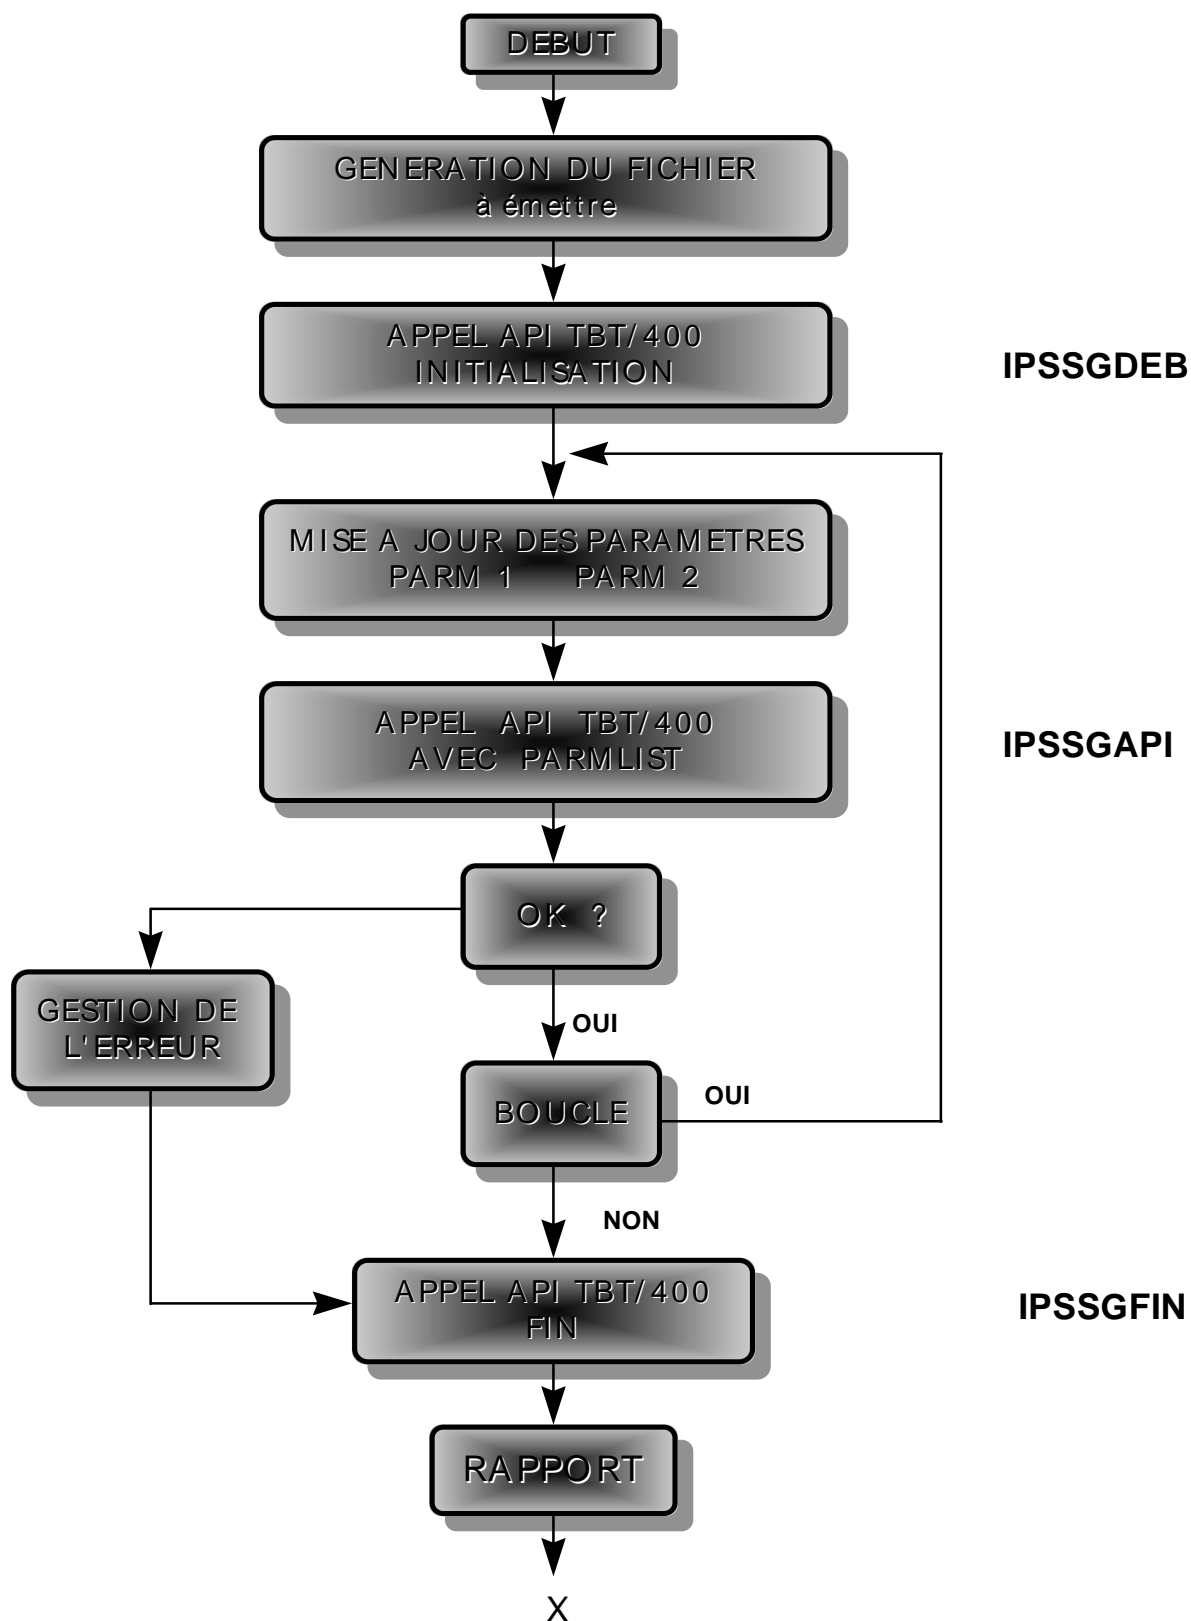 DEBUT
GENERATION DU FICHIER
à émettre
APPEL API TBT/400
INITIALISATION
IPSSGDEB
MISE A JOUR DES PARAMETRES
PARM 1 PARM 2
APPEL API TBT/400
AVEC PARMLIST
IPSSGAPI
OK ?
GESTION DE
L'ERREUR
OUI
BOUCLE
OUI
NON
APPEL API TBT/400
FIN
IPSSGFIN
RAPPORT
X